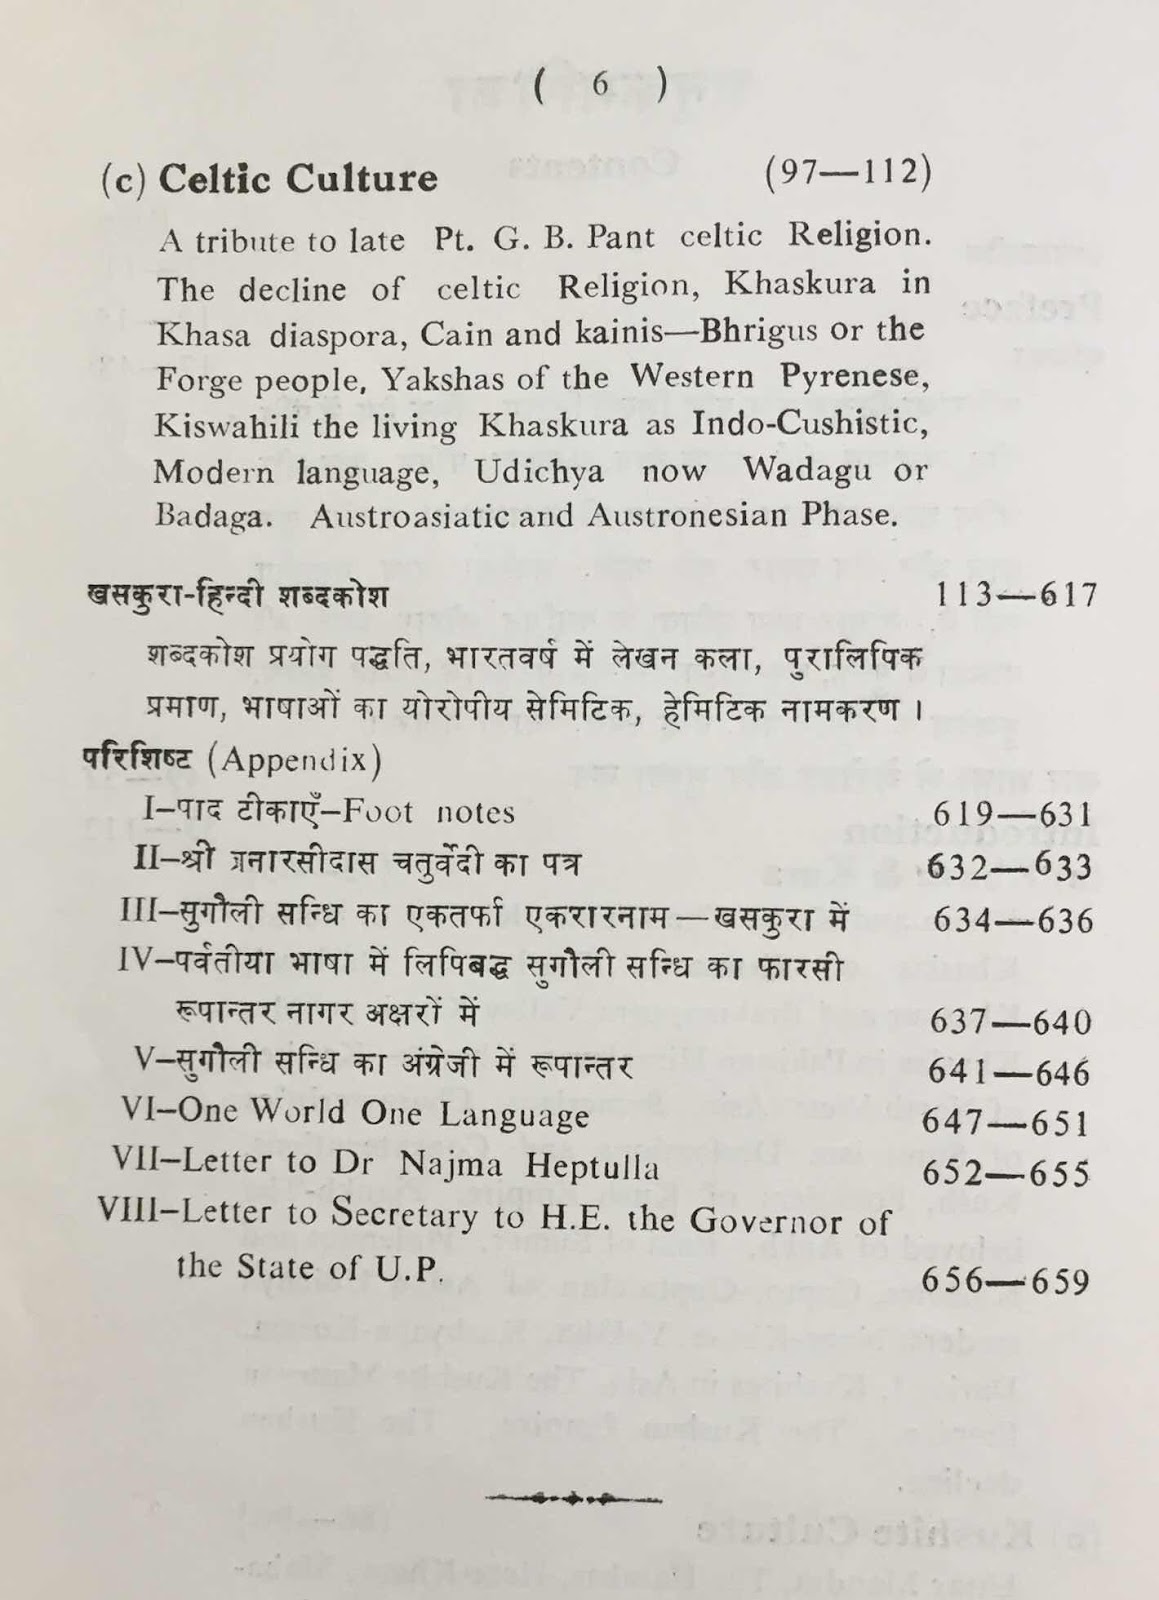 ( 6 )
(c) Celtic Culture (97—112)
A tribute to late Pt. G. B. Pant celtic Religion.
The decline of celtic Religion, Khaskura in
Khasa diaspora, Cain and kainis—Bhrigus or the
Forge people, Yakshas of the Western Pyrenese,
Kiswahili the living Khaskura as Indo-Cushistic,
Modern language, Udichya now Wadagu or
Badaga. Austroasiatic and Austronesian Phase.
खसकुरा-हिन्दी शब्दकोश 113—617
शब्दकोश प्रयोग पद्धति, भारतवर्ष में लेखन कला, पुरालिपिक
प्रमाण, भाषाओं का योरोपीय सेमिटिक, हेमिटिक नामकरण ।
परिशिष्ट (Appendix)
I—पाद टीकाएँ—Foot notes 619—631
II—श्री बनारसीदास चतुर्वेदी का पत्र 632—633
III—सुगौली सन्धि का एकतर्फा एकरारनाम—खसकुरा में 634—636
IV—पर्वतीया भाषा में लिपिबद्ध सुगौली सन्धि का फारसी
रूपान्तर नागर अक्षरों में 637—640
V—सुगौली सन्धि का अंग्रेजी में रूपान्तर 641—646
VI—One World One Language 647—651
VII—Letter to Dr Najma Heptulla 652—655
VIII—Letter to Secretary to H.E. the Governor of
the State of U.P. 656—659